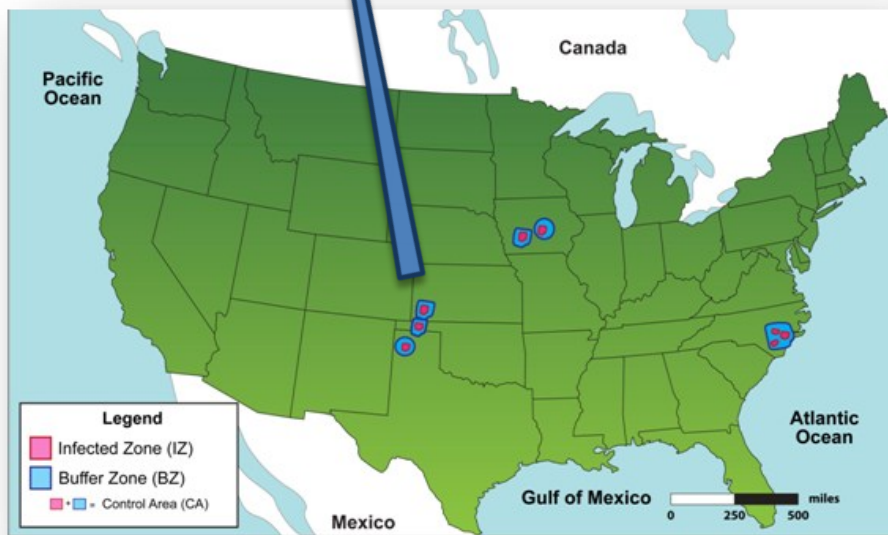 Canada
Pacific
Ocean
Legend
Infected Zone (IZ)
Buffer Zone (BZ)
+ = Control Area (CA)
Atlantic
Ocean
Gulf of Mexico
miles
0 250 500
Mexico